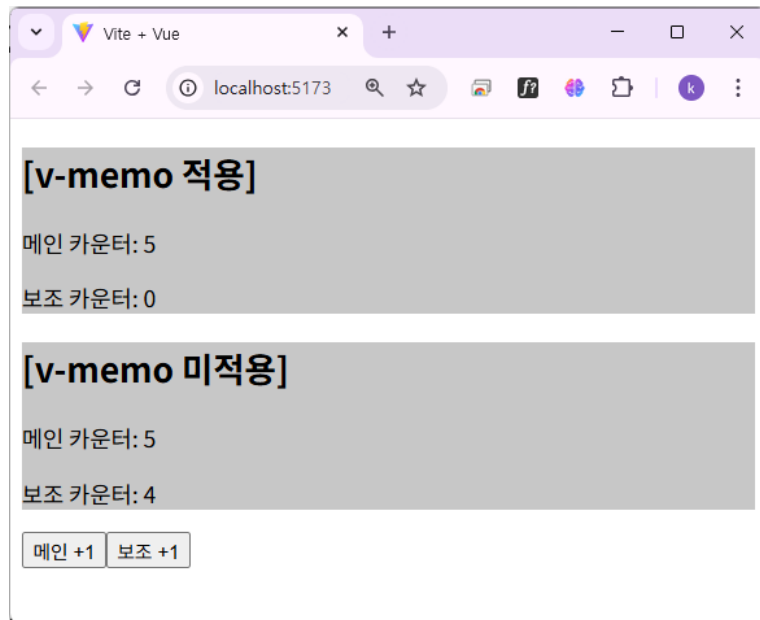 Vite + Vue
localhost:5173
f?
k
[v-memo 적용]
메인 카운터: 5
보조 카운터: 0
[v-memo 미적용]
메인 카운터: 5
보조 카운터: 4
메인 +1 보조 +1